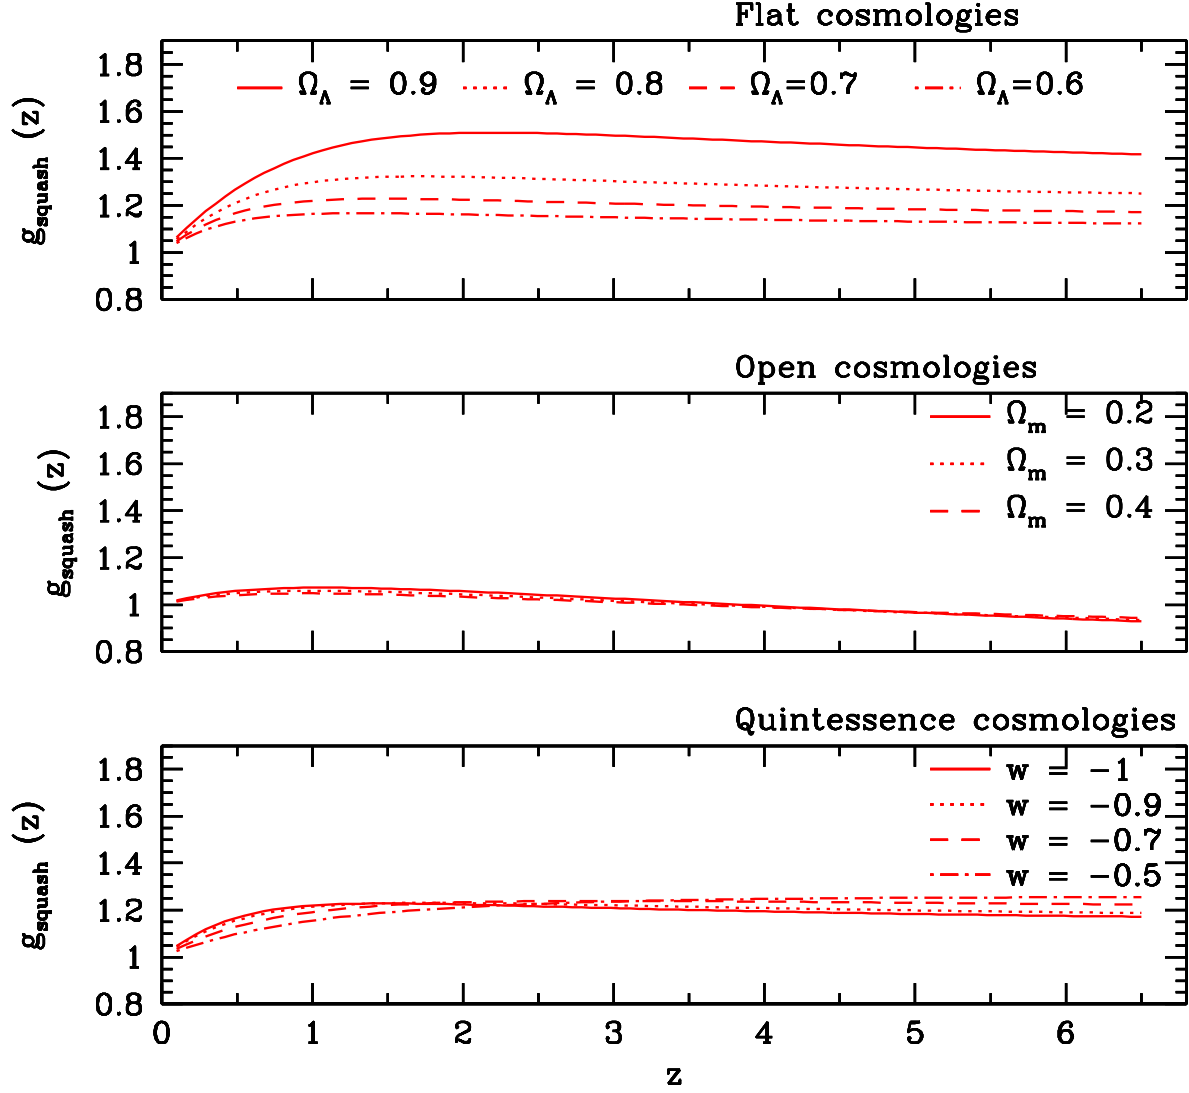 Flat cosmologies
1.8
Ω_Λ = 0.9 Ω_Λ = 0.8 Ω_Λ=0.7 Ω_Λ=0.6
1.6
1.4
1.2
1
0.8
g_squash (z)
Open cosmologies
1.8
1.6
1.4
1.2
1
0.8
g_squash (z)
Ω_m = 0.2
Ω_m = 0.3
Ω_m = 0.4
Quintessence cosmologies
1.8
1.6
1.4
1.2
1
0.8
g_squash (z)
w = −1
w = −0.9
w = −0.7
w = −0.5
0 1 2 3 4 5 6
z